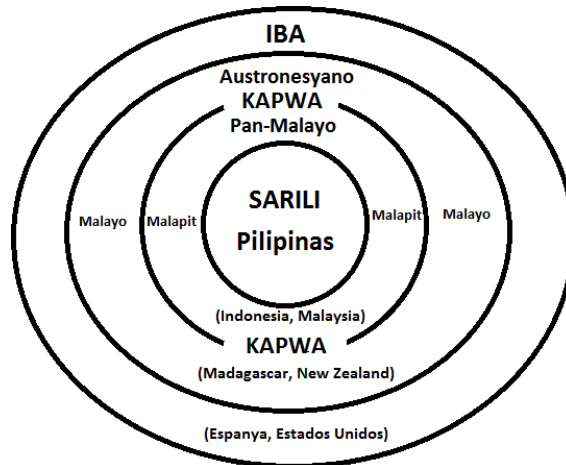 IBA
Austronesyano
KAPWA
Pan-Malayo
SARILI
Pilipinas
Malayo Malapit Malapit Malayo
(Indonesia, Malaysia)
KAPWA
(Madagascar, New Zealand)
(Espanya, Estados Unidos)